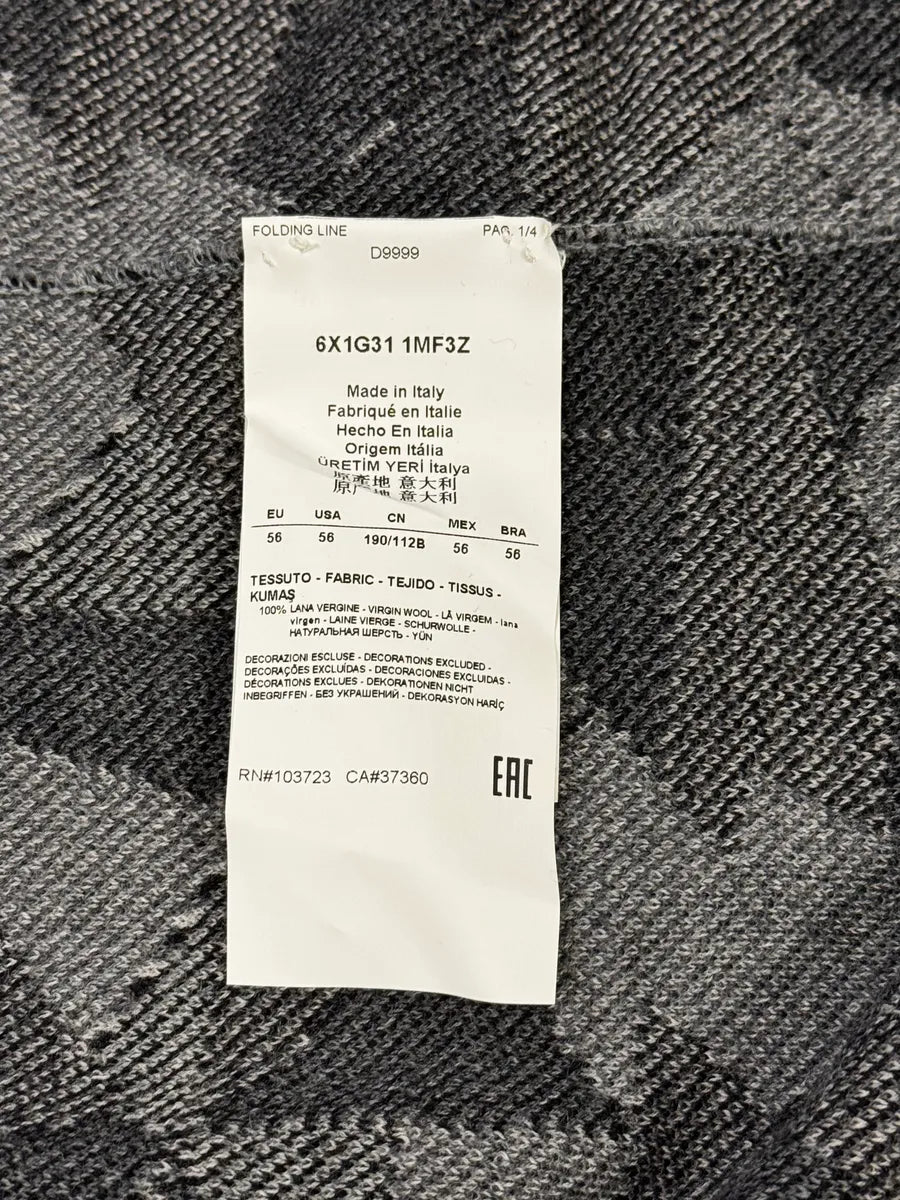 FOLDING LINE PAG. 1/4
D9999
6X1G31 1MF3Z
Made in Italy
Fabriqué en Italie
Hecho En Italia
Origem Itália
ÜRETİM YERİ İtalya
原産地 意大利
原产地 意大利
EU USA CN MEX BRA
56 56 190/112B 56 56
TESSUTO - FABRIC - TEJIDO - TISSUS -
KUMAŞ
100% LANA VERGINE - VIRGIN WOOL - LÃ VIRGEM - lana
virgen - LAINE VIERGE - SCHURWOLLE -
НАТУРАЛЬНАЯ ШЕРСТЬ - YÜN
DECORAZIONI ESCLUSE - DECORATIONS EXCLUDED -
DECORAÇÕES EXCLUÍDAS - DECORACIONES EXCLUIDAS -
DÉCORATIONS EXCLUES - DEKORATIONEN NICHT
INBEGRIFFEN - БЕЗ УКРАШЕНИЙ - DEKORASYON HARİÇ
RN#103723 CA#37360
EAC